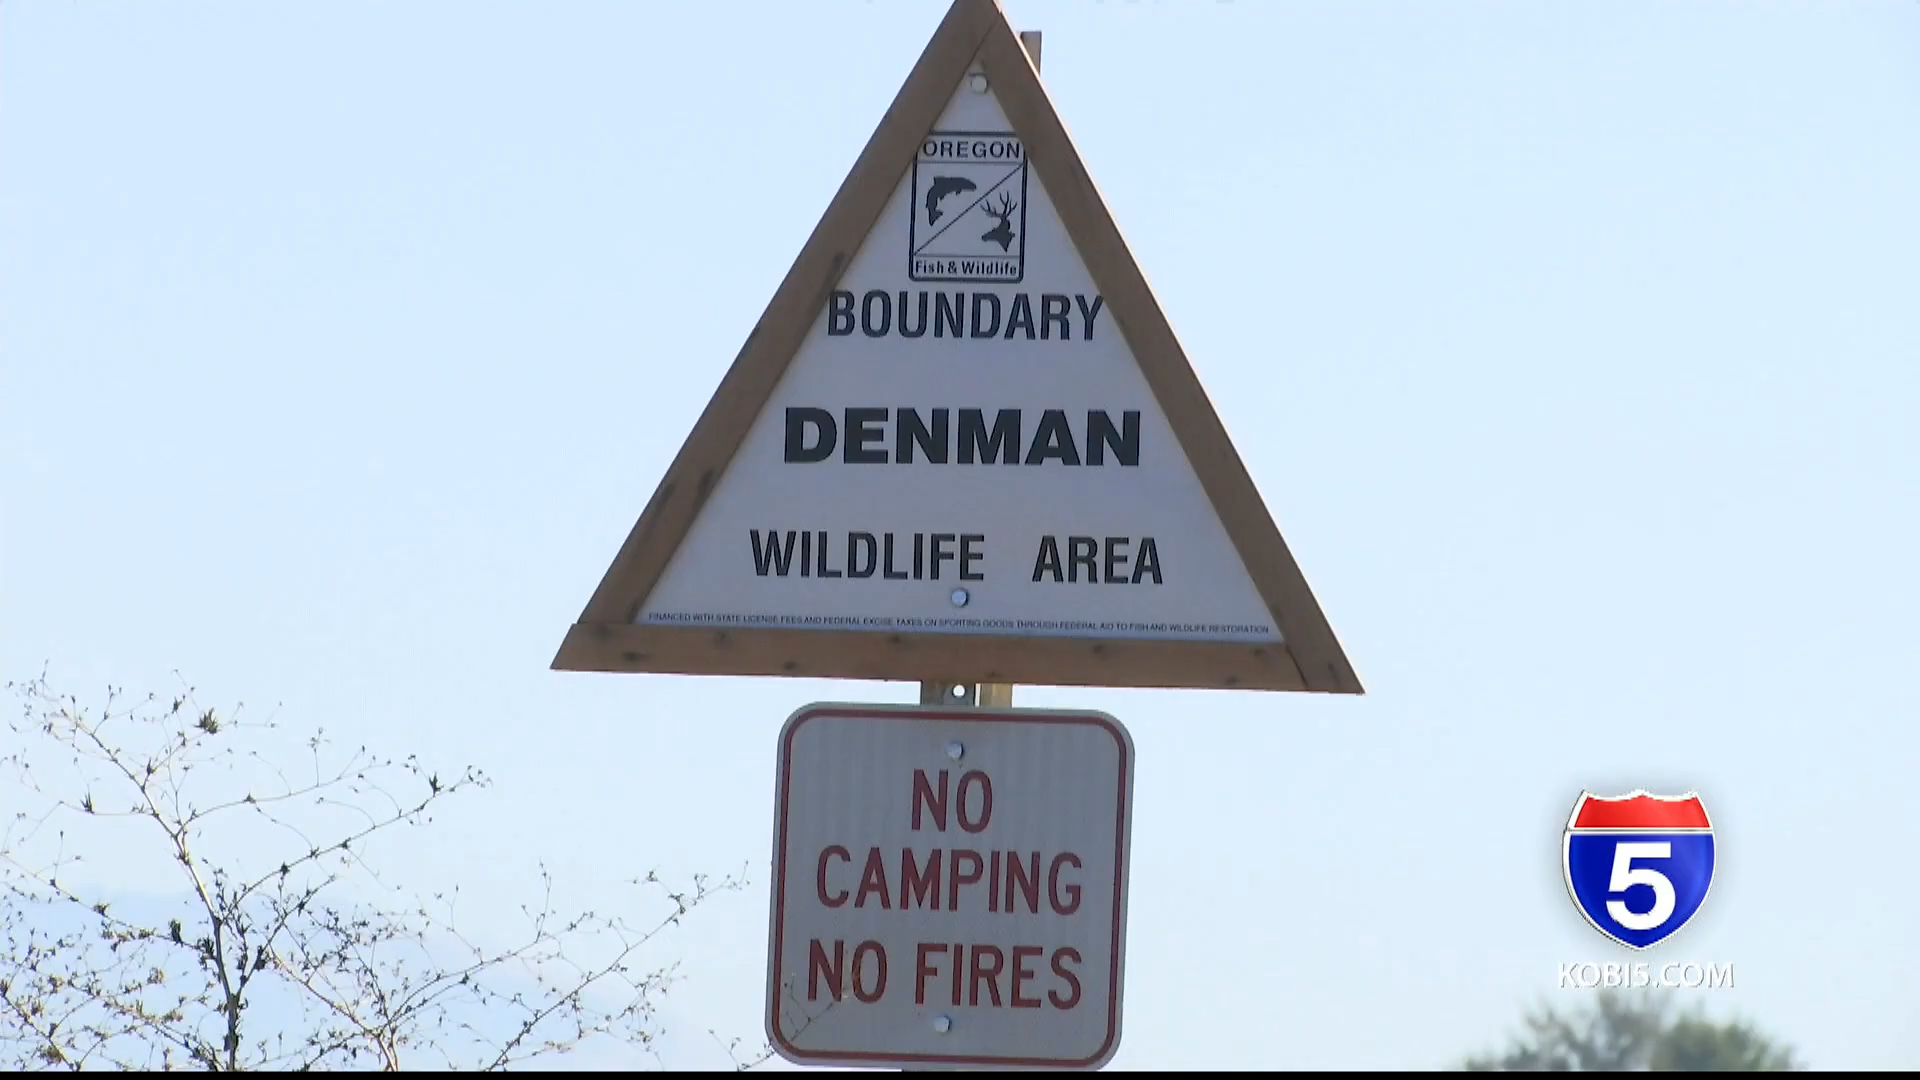 OREGON
Fish & Wildlife
BOUNDARY
DENMAN
WILDLIFE AREA
FINANCED WITH STATE LICENSE FEES AND FEDERAL EXCISE TAXES ON SPORTING GOODS THROUGH FEDERAL AID TO FISH AND WILDLIFE RESTORATION
NO
CAMPING
NO FIRES
5
KOBI5.COM